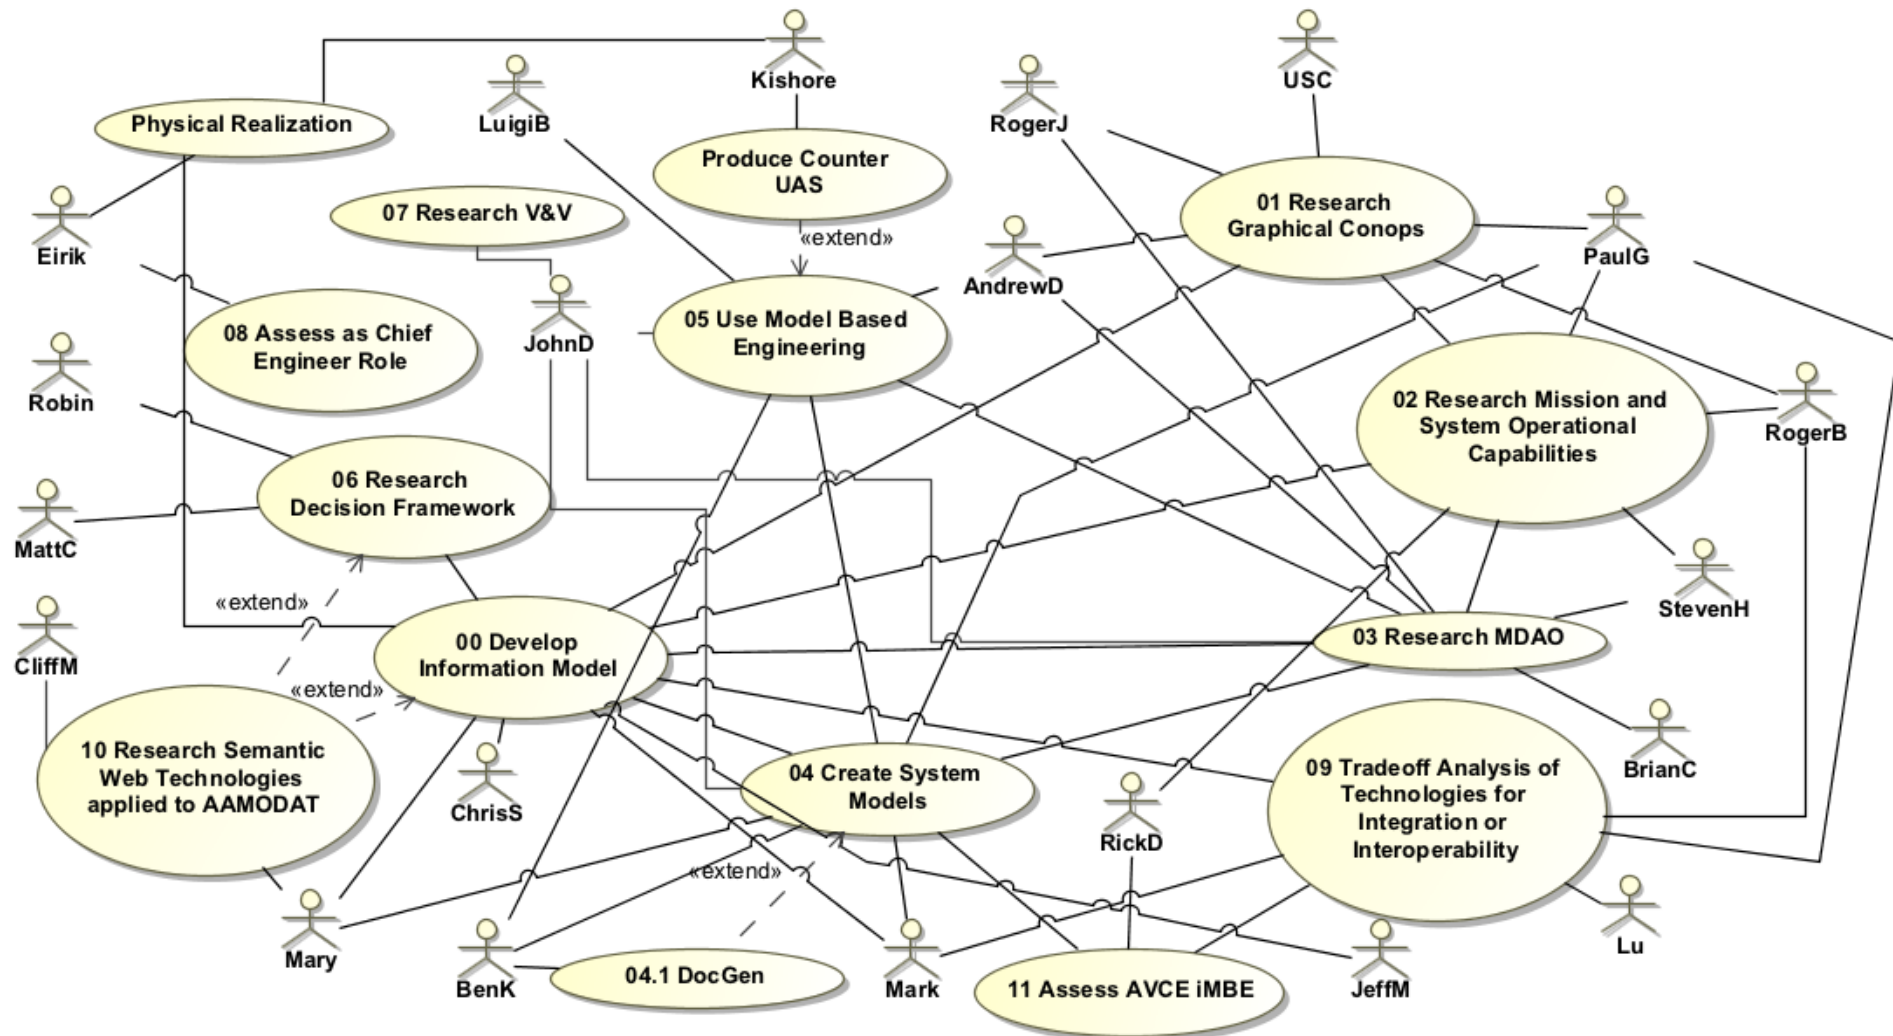 Kishore
USC
LuigiB
RogerJ
Physical Realization
Produce Counter
UAS
07 Research V&V
«extend»
01 Research
Graphical Conops
Eirik
PaulG
AndrewD
JohnD
05 Use Model Based
Engineering
08 Assess as Chief
Engineer Role
Robin
02 Research Mission and
System Operational
Capabilities
RogerB
06 Research
Decision Framework
MattC
«extend»
StevenH
00 Develop
Information Model
03 Research MDAO
CliffM
«extend»
10 Research Semantic
Web Technologies
applied to AAMODAT
ChrisS
04 Create System
Models
RickD
BrianC
09 Tradeoff Analysis of
Technologies for
Integration or
Interoperability
«extend»
Mary
BenK
04.1 DocGen
Mark
11 Assess AVCE iMBE
JeffM
Lu